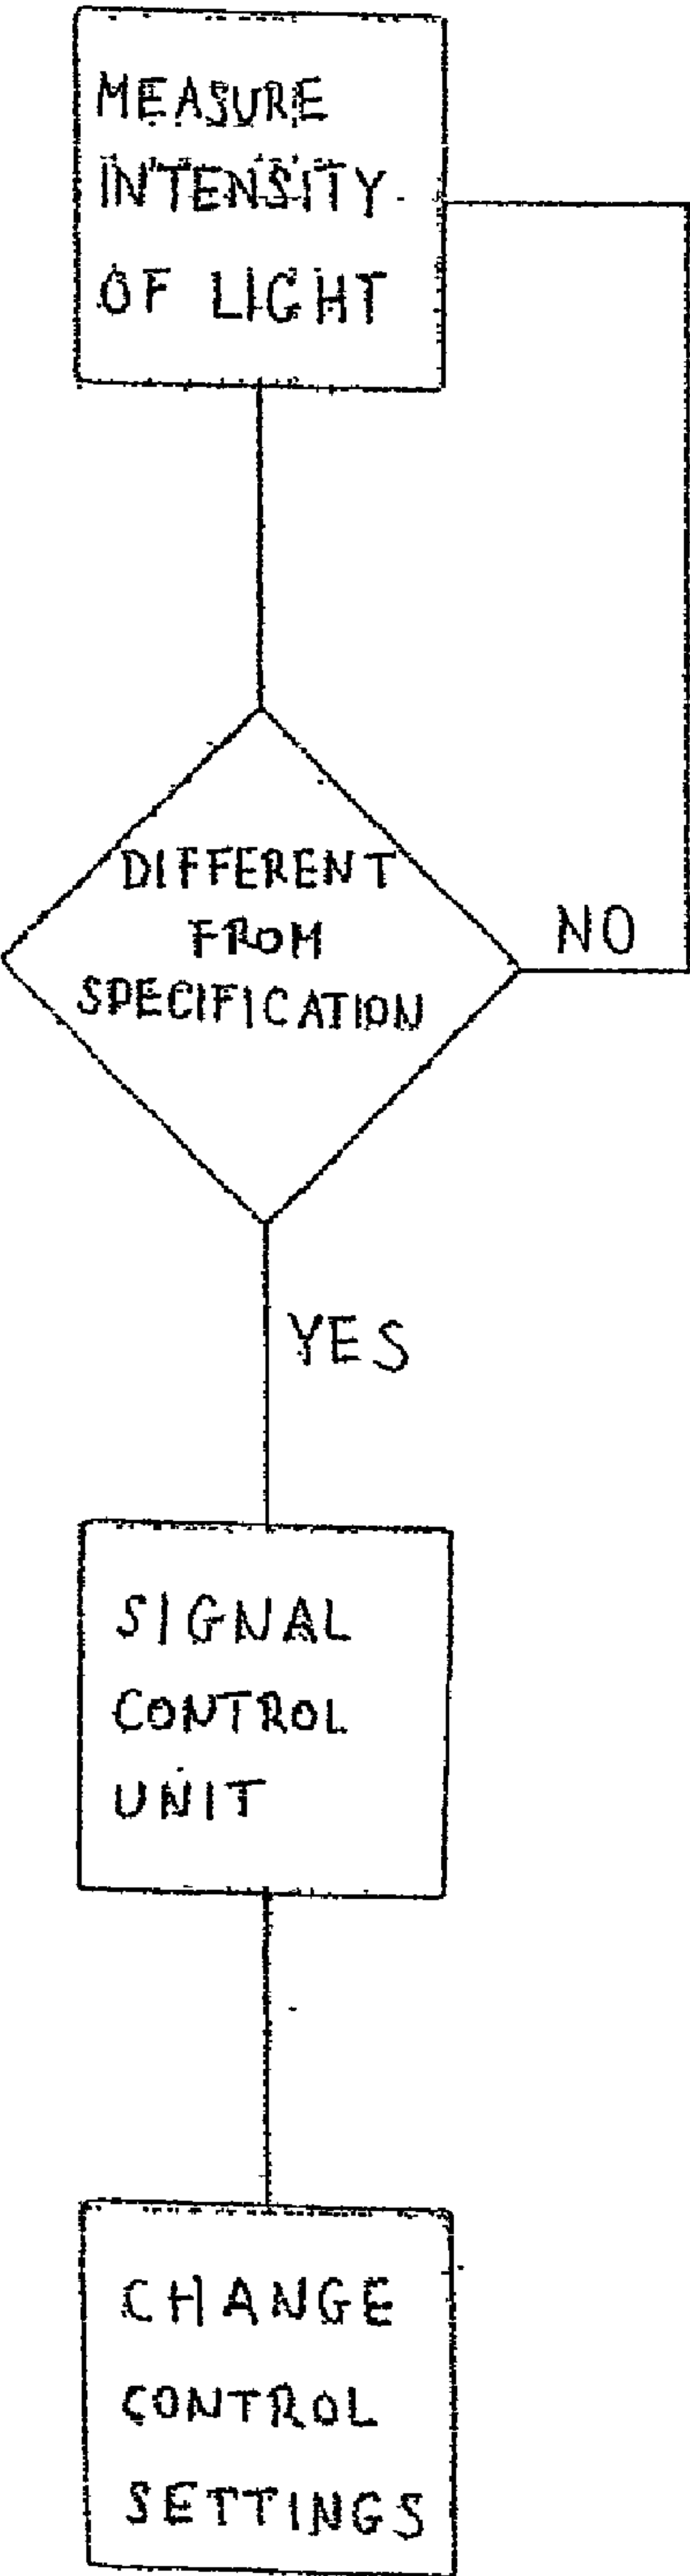 MEASURE
INTENSITY
OF LIGHT
DIFFERENT
FROM
SPECIFICATION
NO
YES
SIGNAL
CONTROL
UNIT
CHANGE
CONTROL
SETTINGS